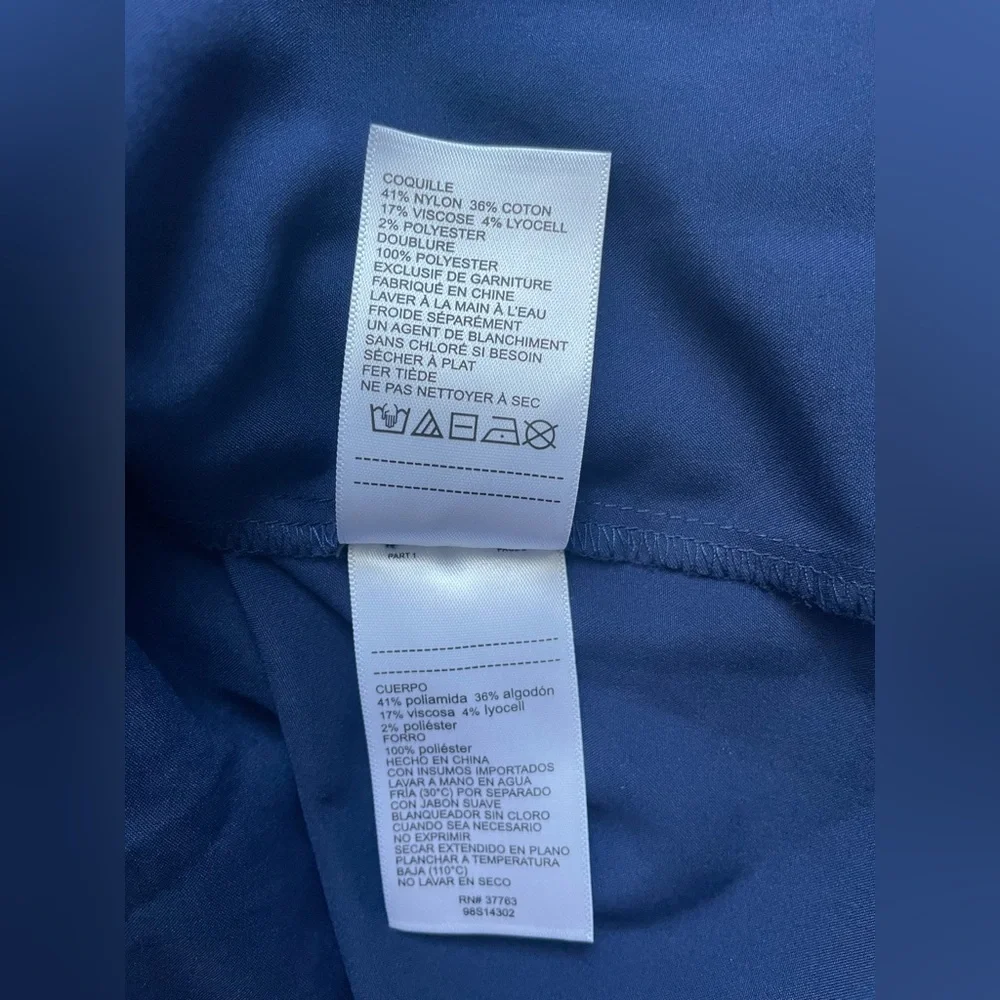 COQUILLE
41% NYLON 36% COTON
17% VISCOSE 4% LYOCELL
2% POLYESTER
DOUBLURE
100% POLYESTER
EXCLUSIF DE GARNITURE
FABRIQUÉ EN CHINE
LAVER À LA MAIN À L'EAU
FROIDE SÉPARÉMENT
UN AGENT DE BLANCHIMENT
SANS CHLORÉ SI BESOIN
SÉCHER À PLAT
FER TIÈDE
NE PAS NETTOYER À SEC
PART 1
CUERPO
41% poliamida 36% algodón
17% viscosa 4% lyocell
2% poliéster
FORRO
100% poliéster
HECHO EN CHINA
CON INSUMOS IMPORTADOS
LAVAR A MANO EN AGUA
FRÍA (30°C) POR SEPARADO
CON JABON SUAVE
BLANQUEADOR SIN CLORO
CUANDO SEA NECESARIO
NO EXPRIMIR
SECAR EXTENDIDO EN PLANO
PLANCHAR A TEMPERATURA
BAJA (110°C)
NO LAVAR EN SECO
RN# 37763
98S14302